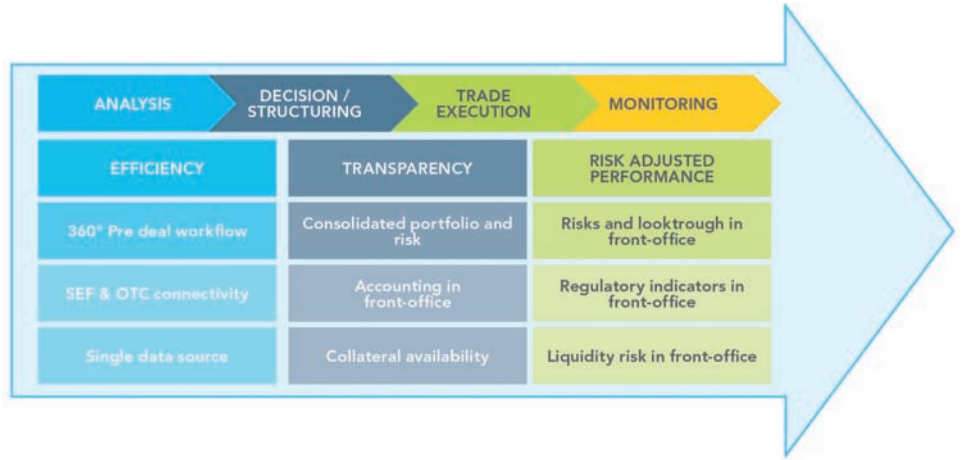 ANALYSIS
DECISION /
STRUCTURING
TRADE
EXECUTION
MONITORING
EFFICIENCY
TRANSPARENCY
RISK ADJUSTED
PERFORMANCE
360° Pre deal workflow
Consolidated portfolio and
risk
Risks and looktrough in
front-office
SEF & OTC connectivity
Accounting in
front-office
Regulatory indicators in
front-office
Single data source
Collateral availability
Liquidity risk in front-office